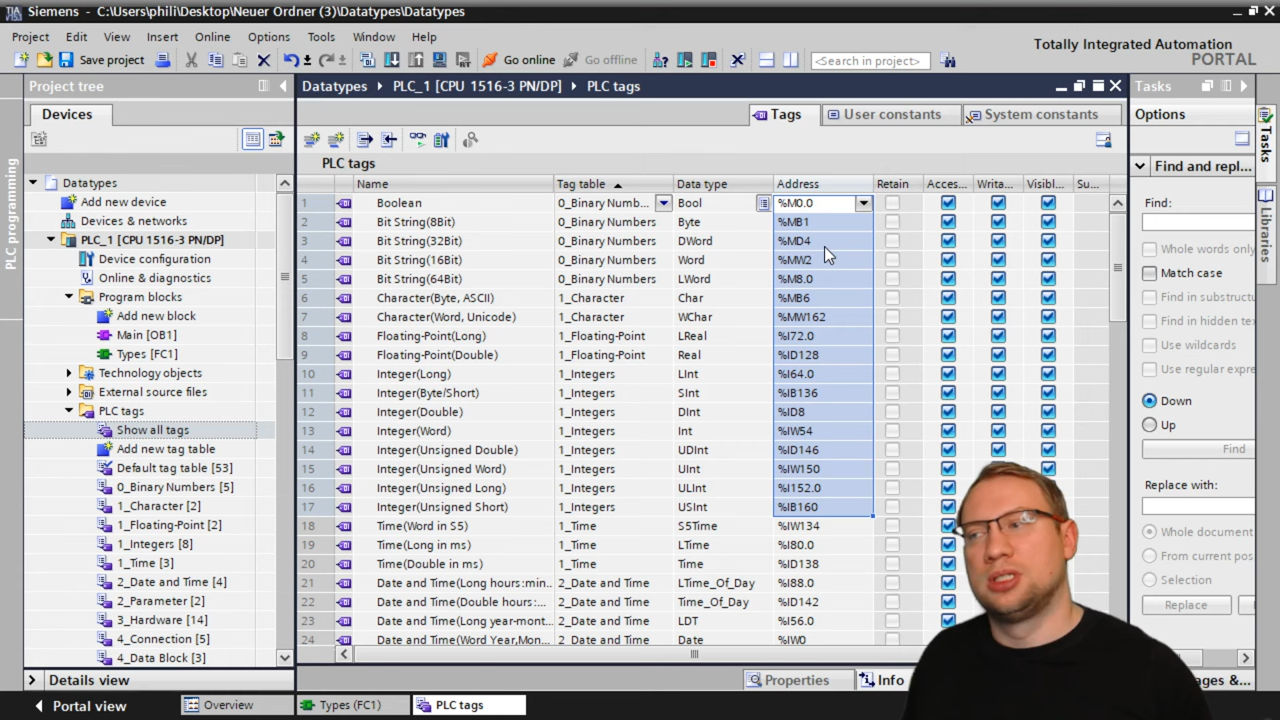 Siemens - C:\Users\phili\Desktop\Neuer Ordner (3)\Datatypes\Datatypes
Project Edit View Insert Online Options Tools Window Help
Save project Go online Go offline <Search in project>
Totally Integrated Automation
PORTAL
Project tree
Devices
PLC programming
Datatypes
Add new device
Devices & networks
PLC_1 [CPU 1516-3 PN/DP]
Device configuration
Online & diagnostics
Program blocks
Add new block
Main [OB1]
Types [FC1]
Technology objects
External source files
PLC tags
Show all tags
Add new tag table
Default tag table [53]
0_Binary Numbers [5]
1_Character [2]
1_Floating-Point [2]
1_Integers [8]
1_Time [3]
2_Date and Time [4]
2_Parameter [2]
3_Hardware [14]
4_Connection [5]
4_Data Block [3]
Details view
Datatypes PLC_1 [CPU 1516-3 PN/DP] PLC tags
Tags User constants System constants
PLC tags
Name Tag table Data type Address Retain Acces... Writa... Visibl... Su...
1 Boolean 0_Binary Numb... Bool %M0.0
2 Bit String(8Bit) 0_Binary Numbers Byte %MB1
3 Bit String(32Bit) 0_Binary Numbers DWord %MD4
4 Bit String(16Bit) 0_Binary Numbers Word %MW2
5 Bit String(64Bit) 0_Binary Numbers LWord %M8.0
6 Character(Byte, ASCII) 1_Character Char %MB6
7 Character(Word, Unicode) 1_Character WChar %MW162
8 Floating-Point(Long) 1_Floating-Point LReal %I72.0
9 Floating-Point(Double) 1_Floating-Point Real %ID128
10 Integer(Long) 1_Integers LInt %I64.0
11 Integer(Byte/Short) 1_Integers SInt %IB136
12 Integer(Double) 1_Integers DInt %ID8
13 Integer(Word) 1_Integers Int %IW54
14 Integer(Unsigned Double) 1_Integers UDInt %ID146
15 Integer(Unsigned Word) 1_Integers UInt %IW150
16 Integer(Unsigned Long) 1_Integers ULInt %I152.0
17 Integer(Unsigned Short) 1_Integers USInt %IB160
18 Time(Word in S5) 1_Time S5Time %IW134
19 Time(Long in ms) 1_Time LTime %I80.0
20 Time(Double in ms) 1_Time Time %ID138
21 Date and Time(Long hours:min... 2_Date and Time LTime_Of_Day %I88.0
22 Date and Time(Double hours:... 2_Date and Time Time_Of_Day %ID142
23 Date and Time(Long year-mont... 2_Date and Time LDT %I56.0
24 Date and Time(Word Year,Mon... 2_Date and Time Date %IW0
Properties Info
Tasks
Options
Find and repl...
Find:
Whole words only
Match case
Find in substructu
Find in hidden te
Use wildcards
Use regular expre
Down
Up
Find
Replace with:
Whole document
From current pos
Selection
Replace
Tasks
Libraries
Portal view Overview Types (FC1) PLC tags